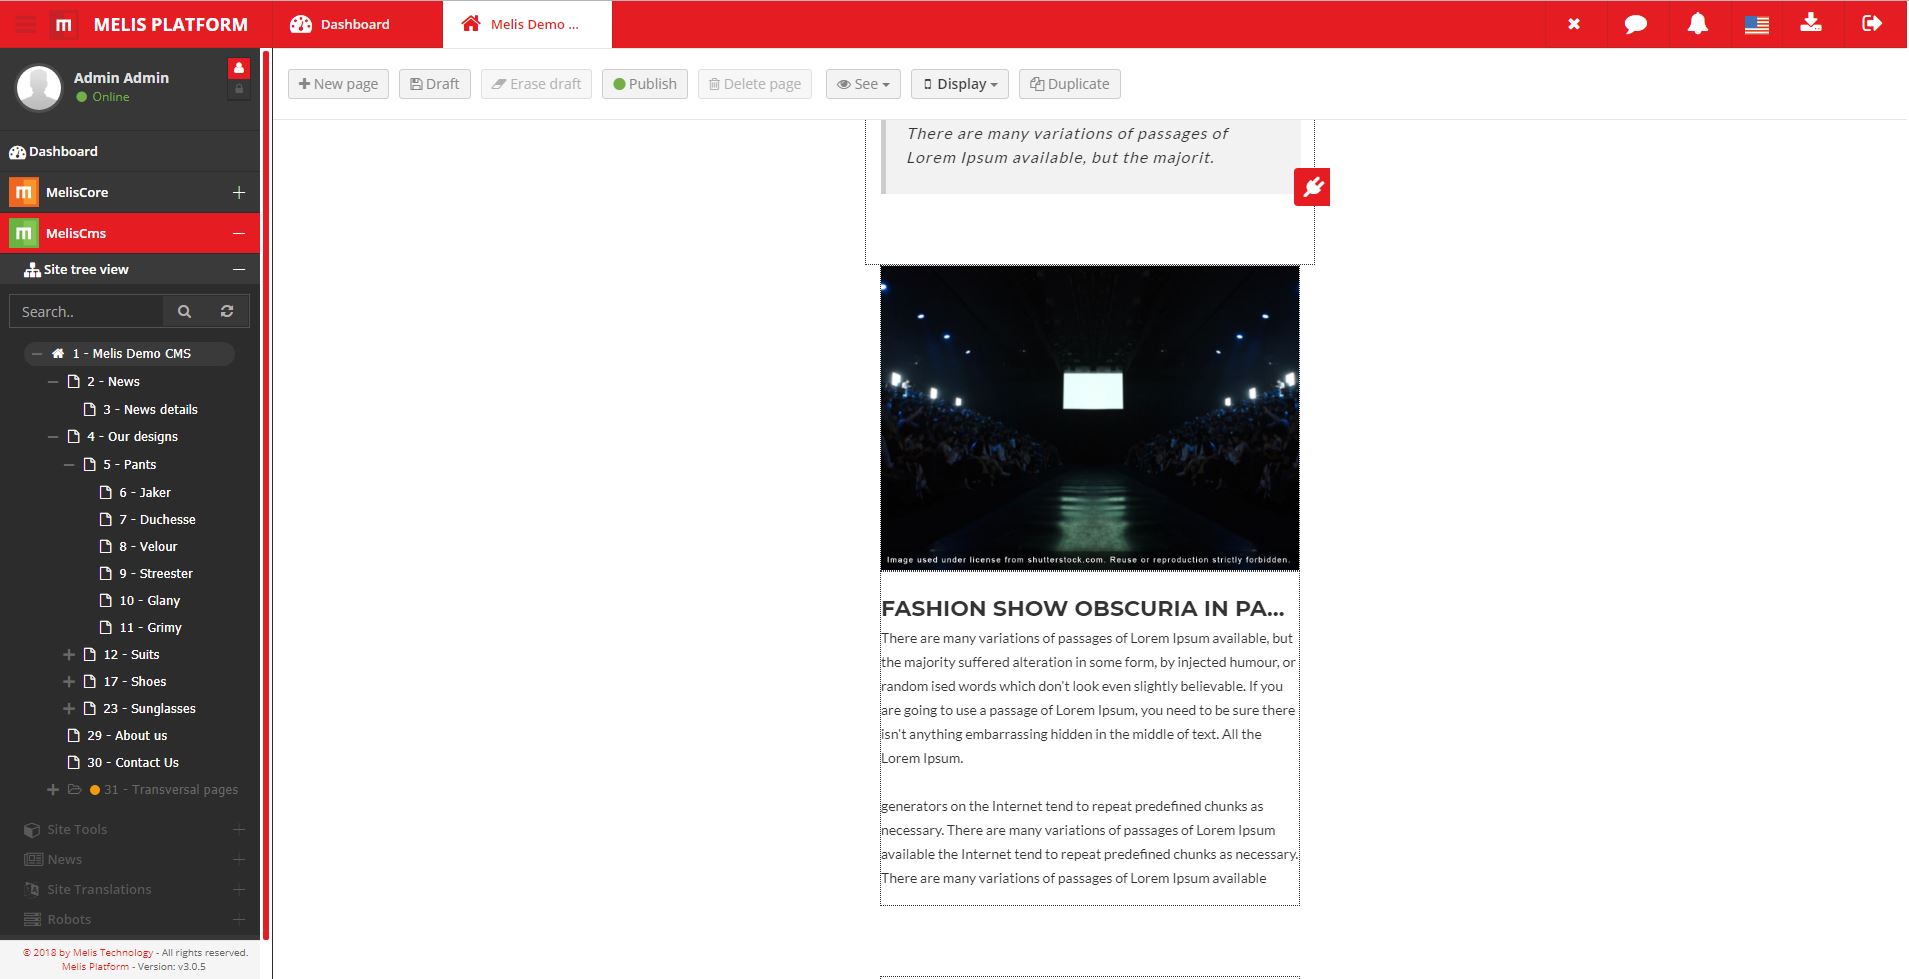 MELIS PLATFORM
Dashboard
Melis Demo ...
Admin Admin
Online
Dashboard
MelisCore
MelisCms
Site tree view
Search..
1 - Melis Demo CMS
2 - News
3 - News details
4 - Our designs
5 - Pants
6 - Jaker
7 - Duchesse
8 - Velour
9 - Streester
10 - Glany
11 - Grimy
12 - Suits
17 - Shoes
23 - Sunglasses
29 - About us
30 - Contact Us
31 - Transversal pages
Site Tools
News
Site Translations
Robots
© 2018 by Melis Technology - All rights reserved.
Melis Platform - Version: v3.0.5
New page
Draft
Erase draft
Publish
Delete page
See
Display
Duplicate
There are many variations of passages of
Lorem Ipsum available, but the majorit.
Image used under license from shutterstock.com. Reuse or reproduction strictly forbidden.
FASHION SHOW OBSCURIA IN PA...
There are many variations of passages of Lorem Ipsum available, but
the majority suffered alteration in some form, by injected humour, or
random ised words which don't look even slightly believable. If you
are going to use a passage of Lorem Ipsum, you need to be sure there
isn't anything embarrassing hidden in the middle of text. All the
Lorem Ipsum.
generators on the Internet tend to repeat predefined chunks as
necessary. There are many variations of passages of Lorem Ipsum
available the Internet tend to repeat predefined chunks as necessary.
There are many variations of passages of Lorem Ipsum available